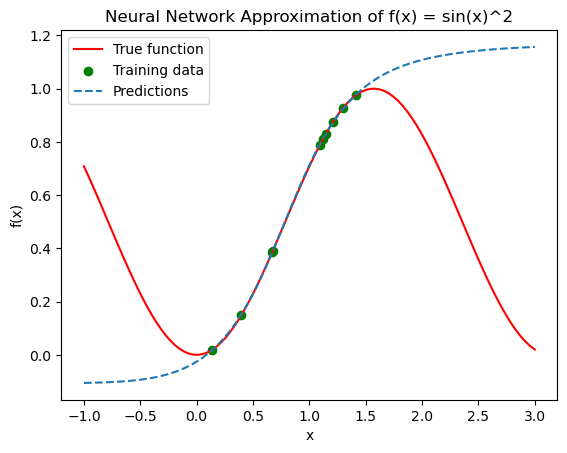 Neural Network Approximation of f(x) = sin(x)^2
True function
Training data
Predictions
f(x)
1.2
1.0
0.8
0.6
0.4
0.2
0.0
-1.0 -0.5 0.0 0.5 1.0 1.5 2.0 2.5 3.0
x